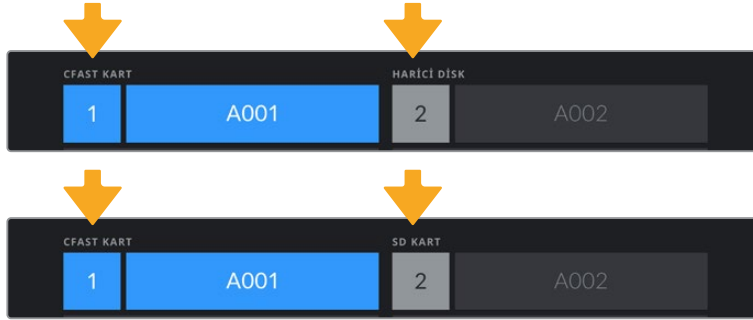 CFAST KART HARİCİ DİSK
1 A001 2 A002
CFAST KART SD KART
1 A001 2 A002